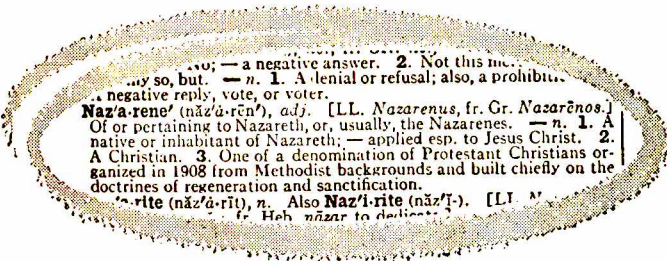 No; — a negative answer. 2. Not this
so, but. — n. 1. A denial or refusal; also, a
negative reply, vote, or voter.
Naz′a·rene′ (năz′ȧ·rēn′), adj. [LL. Nazarenus, fr. Gr. Nazarēnos.]
Of or pertaining to Nazareth, or, usually, the Nazarenes. — n. 1. A
native or inhabitant of Nazareth; — applied esp. to Jesus Christ. 2.
A Christian. 3. One of a denomination of Protestant Christians or-
ganized in 1908 from Methodist backgrounds and built chiefly on the
doctrines of regeneration and sanctification.
rite (năz′ȧ·rīt), n. Also Naz′i·rite (năz′ĭ-). [LL.
fr. Heb. nāzar to